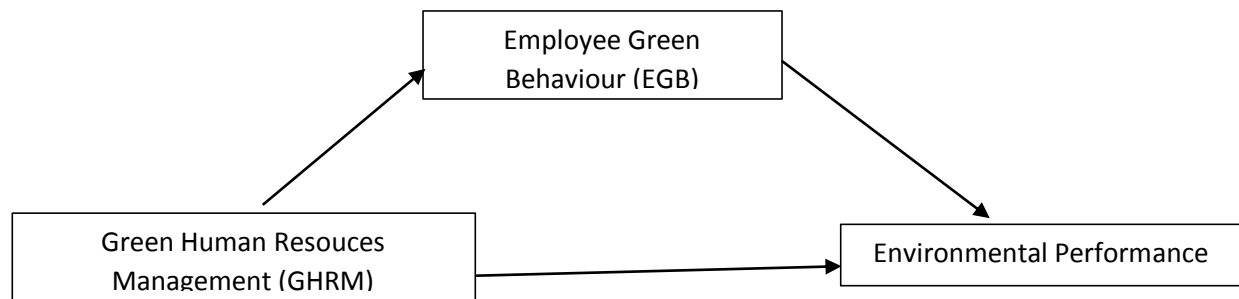 Employee Green
Behaviour (EGB)
Green Human Resouces
Management (GHRM)
Environmental Performance